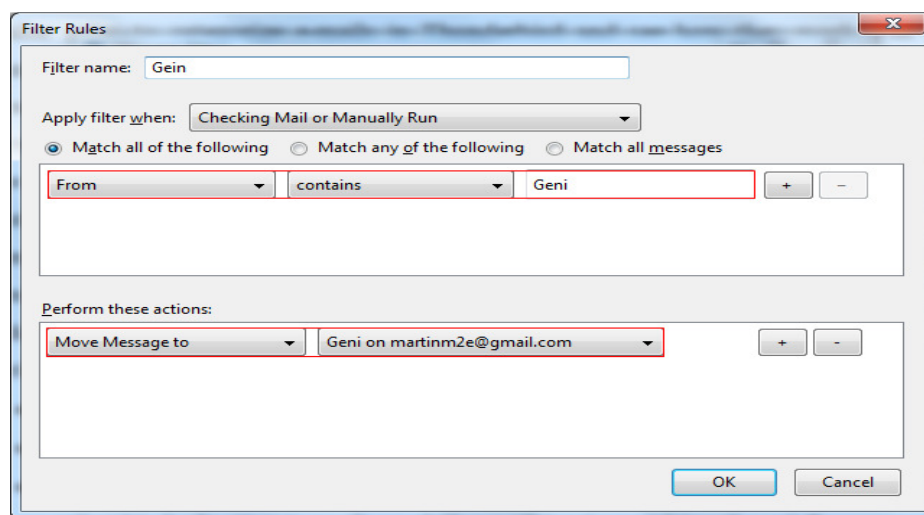 Filter Rules
Filter name: Gein
Apply filter when: Checking Mail or Manually Run
Match all of the following Match any of the following Match all messages
From contains Geni + -
Perform these actions:
Move Message to Geni on martinm2e@gmail.com + -
OK Cancel